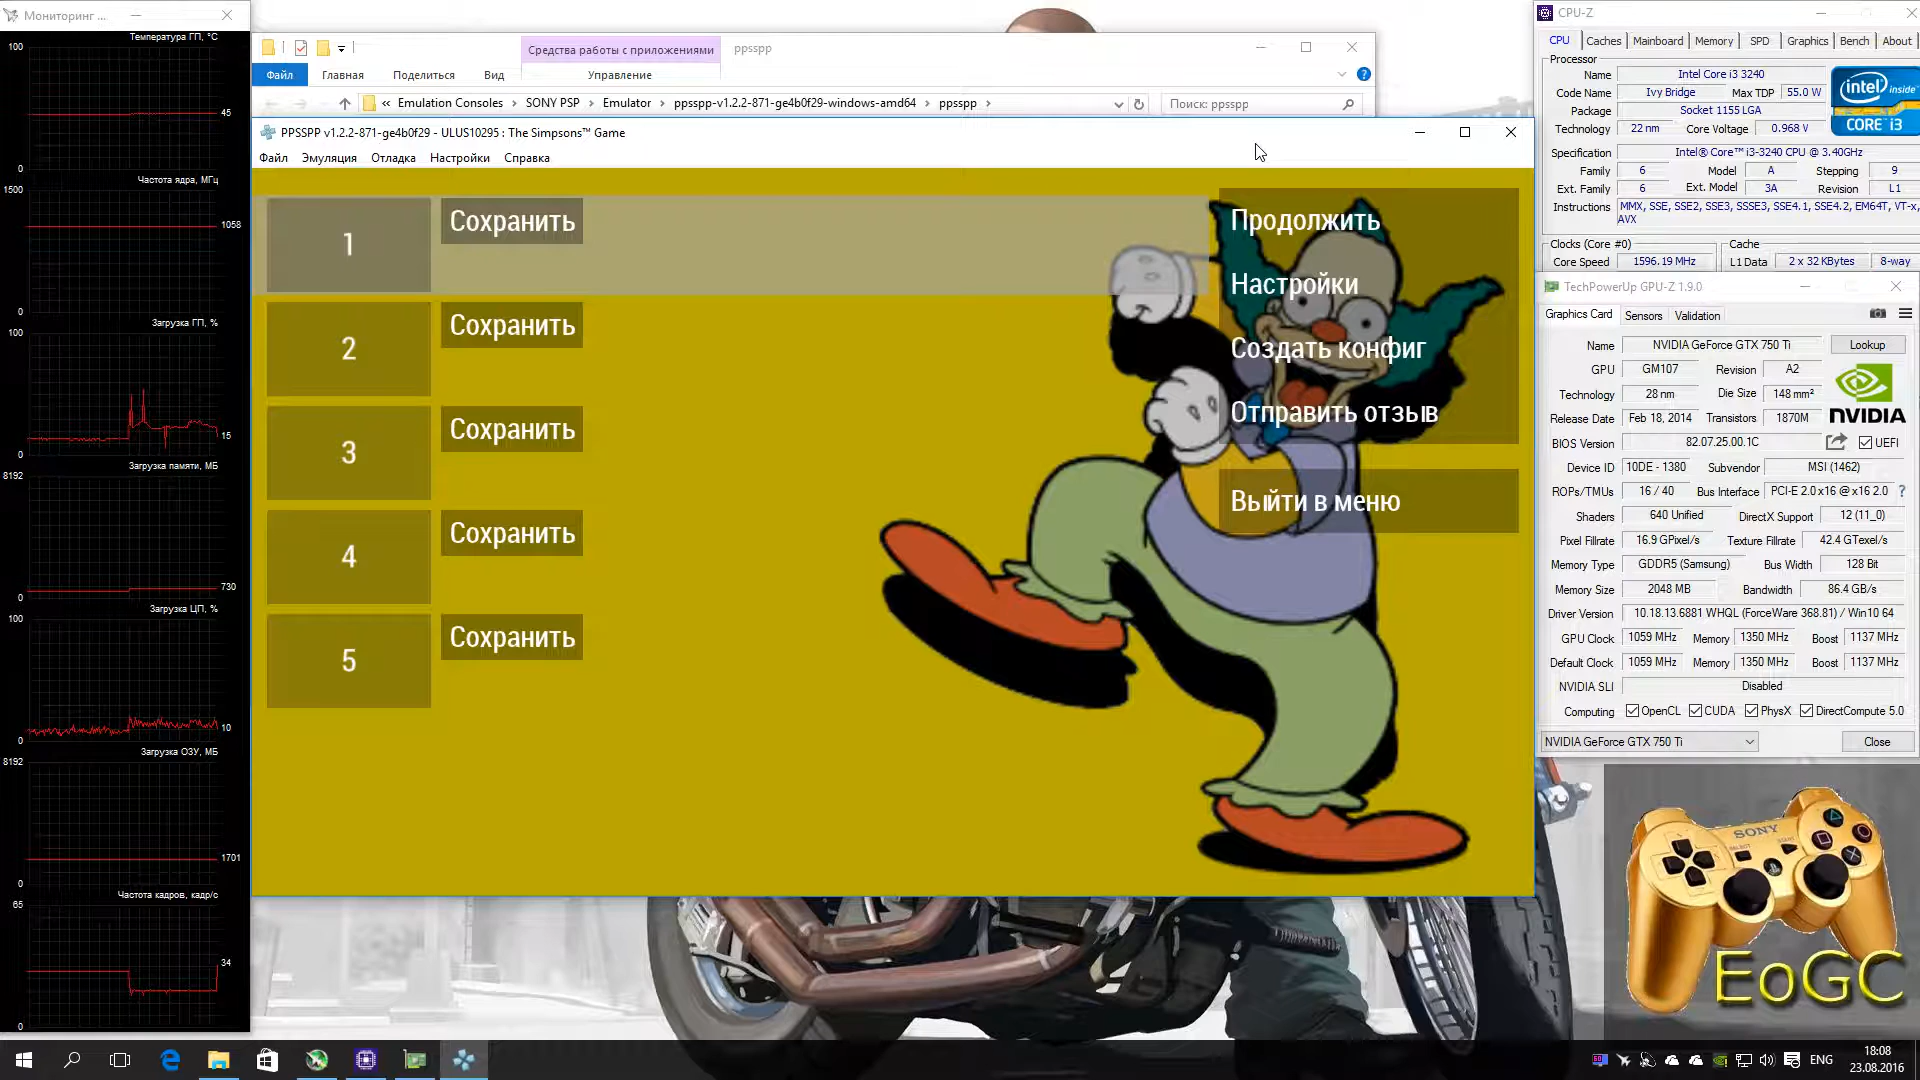 Мониторинг ...
Температура ГП, °C
100
45
0
Частота ядра, МГц
1500
1058
0
Загрузка ГП, %
100
15
0
Загрузка памяти, МБ
8192
730
0
Загрузка ЦП, %
100
10
0
Загрузка ОЗУ, МБ
8192
1701
0
Частота кадров, кадр/с
65
34
0
Средства работы с приложениями
ppsspp
Файл
Главная
Поделиться
Вид
Управление
« Emulation Consoles › SONY PSP › Emulator › ppsspp-v1.2.2-871-ge4b0f29-windows-amd64 › ppsspp ›
Поиск: ppsspp
PPSSPP v1.2.2-871-ge4b0f29 - ULUS10295 : The Simpsons™ Game
Файл Эмуляция Отладка Настройки Справка
1 Сохранить
2 Сохранить
3 Сохранить
4 Сохранить
5 Сохранить
Продолжить
Настройки
Создать конфиг
Отправить отзыв
Выйти в меню
CPU-Z
CPU Caches Mainboard Memory SPD Graphics Bench About
Processor
Name Intel Core i3 3240
Code Name Ivy Bridge Max TDP 55.0 W
Package Socket 1155 LGA
Technology 22 nm Core Voltage 0.968 V
intel inside
CORE i3
Specification Intel® Core™ i3-3240 CPU @ 3.40GHz
Family 6 Model A Stepping 9
Ext. Family 6 Ext. Model 3A Revision L1
Instructions MMX, SSE, SSE2, SSE3, SSSE3, SSE4.1, SSE4.2, EM64T, VT-x,
AVX
Clocks (Core #0)
Cache
Core Speed 1596.19 MHz
L1 Data 2 x 32 KBytes 8-way
TechPowerUp GPU-Z 1.9.0
Graphics Card Sensors Validation
Name NVIDIA GeForce GTX 750 Ti Lookup
GPU GM107 Revision A2
Technology 28 nm Die Size 148 mm²
Release Date Feb 18, 2014 Transistors 1870M
NVIDIA
BIOS Version 82.07.25.00.1C UEFI
Device ID 10DE - 1380 Subvendor MSI (1462)
ROPs/TMUs 16 / 40 Bus Interface PCI-E 2.0 x16 @ x16 2.0 ?
Shaders 640 Unified DirectX Support 12 (11_0)
Pixel Fillrate 16.9 GPixel/s Texture Fillrate 42.4 GTexel/s
Memory Type GDDR5 (Samsung) Bus Width 128 Bit
Memory Size 2048 MB Bandwidth 86.4 GB/s
Driver Version 10.18.13.6881 WHQL (ForceWare 368.81) / Win10 64
GPU Clock 1059 MHz Memory 1350 MHz Boost 1137 MHz
Default Clock 1059 MHz Memory 1350 MHz Boost 1137 MHz
NVIDIA SLI Disabled
Computing OpenCL CUDA PhysX DirectCompute 5.0
NVIDIA GeForce GTX 750 Ti Close
SONY
SELECT
EoGC
ENG
18:08
23.08.2016